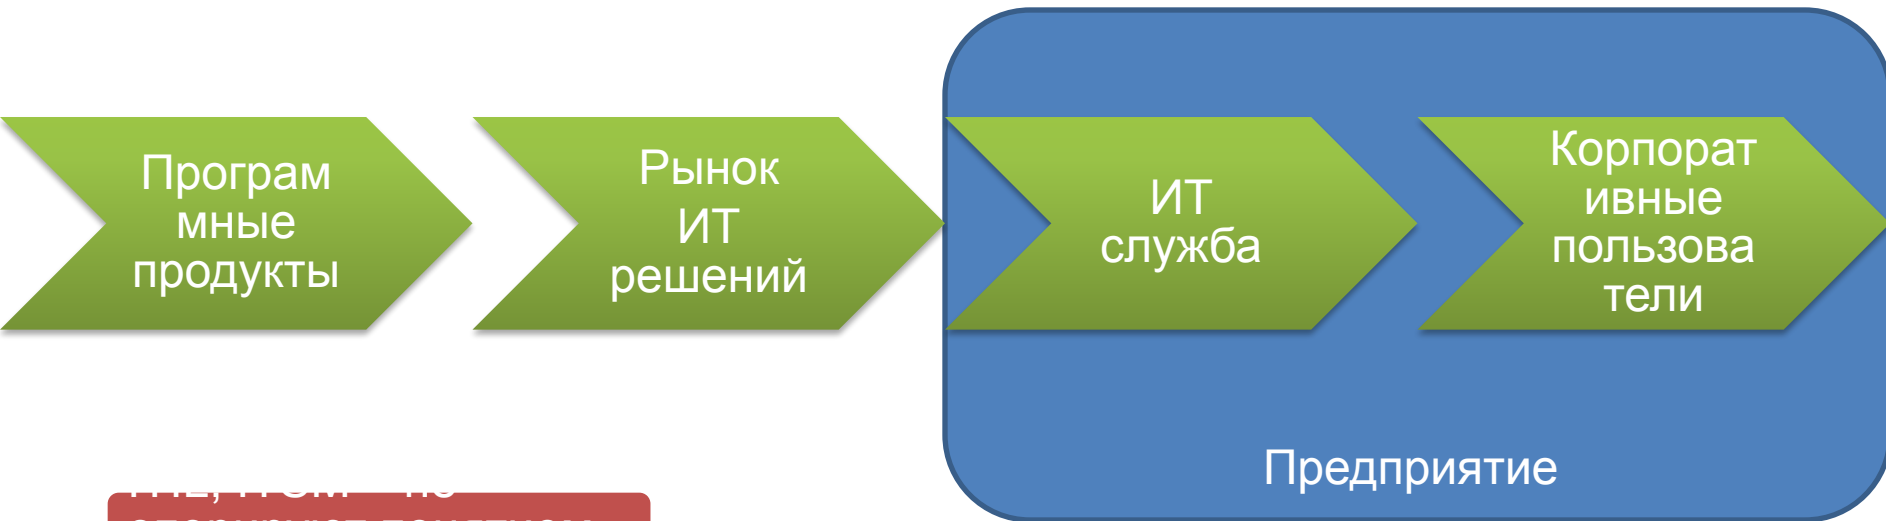 Програм
мные
продукты
Рынок
ИТ
решений
ИТ
служба
Корпорат
ивные
пользова
тели
Предприятие